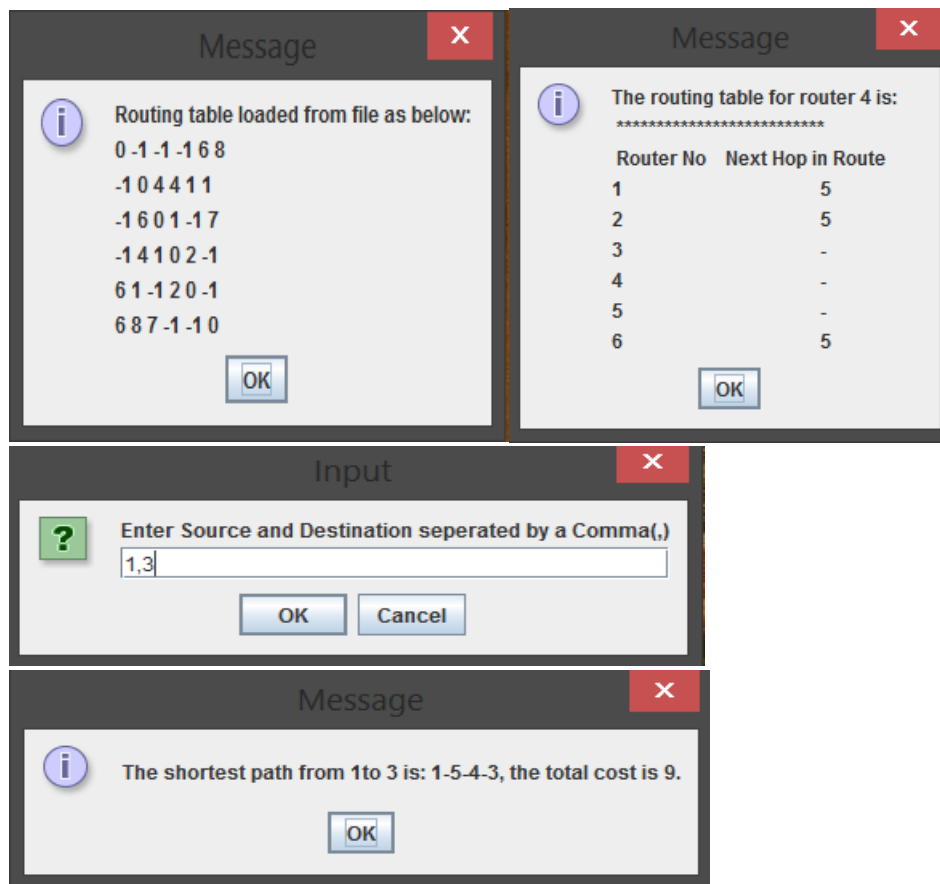 Message
X
Routing table loaded from file as below:
0 -1 -1 -1 6 8
-1 0 4 4 1 1
-1 6 0 1 -1 7
-1 4 1 0 2 -1
6 1 -1 2 0 -1
6 8 7 -1 -1 0
OK
Message
X
The routing table for router 4 is:
**************************
Router No Next Hop in Route
1 5
2 5
3 -
4 -
5 -
6 5
OK
Input
X
Enter Source and Destination seperated by a Comma(,)
1,3
OK Cancel
Message
X
The shortest path from 1to 3 is: 1-5-4-3, the total cost is 9.
OK